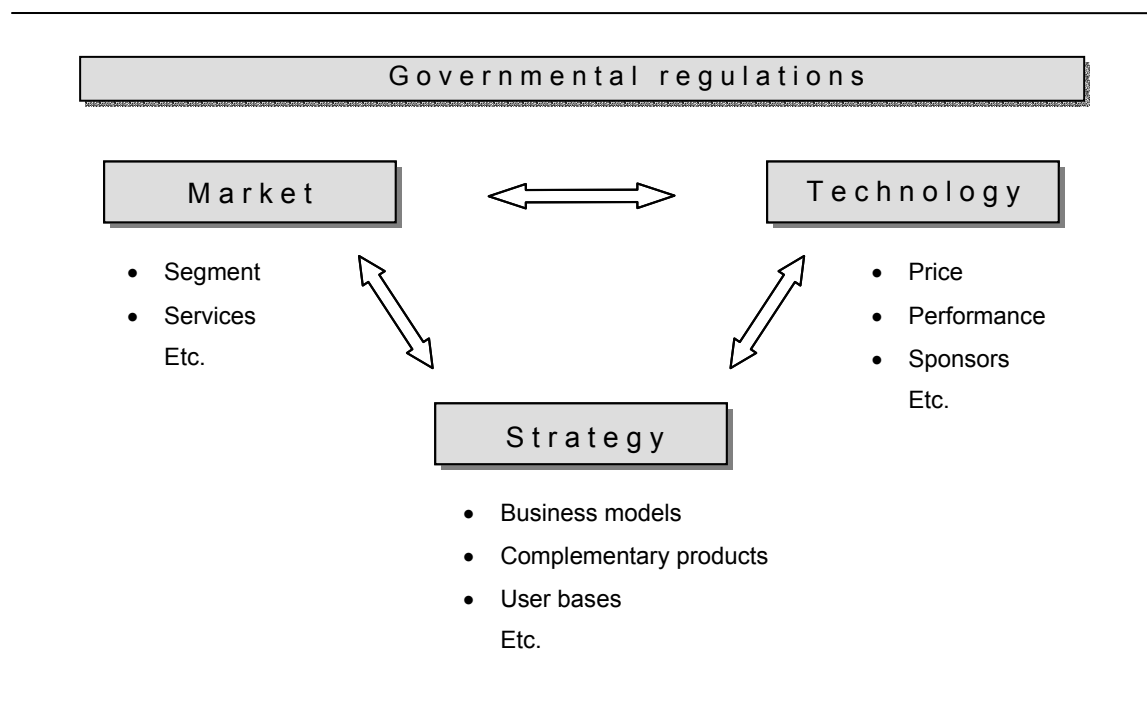 Governmental regulations
Market
Technology
• Segment
• Services
Etc.
• Price
• Performance
• Sponsors
Etc.
Strategy
• Business models
• Complementary products
• User bases
Etc.